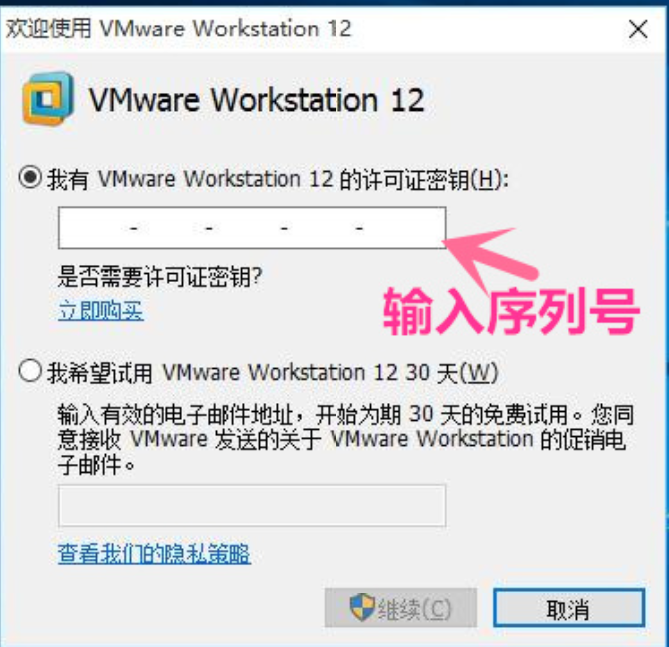 欢迎使用 VMware Workstation 12
VMware Workstation 12
我有 VMware Workstation 12 的许可证密钥(H):
- - - -
是否需要许可证密钥?
立即购买
输入序列号
我希望试用 VMware Workstation 12 30 天(W)
输入有效的电子邮件地址，开始为期 30 天的免费试用。您同
意接收 VMware 发送的关于 VMware Workstation 的促销电
子邮件。
查看我们的隐私策略
继续(C)
取消